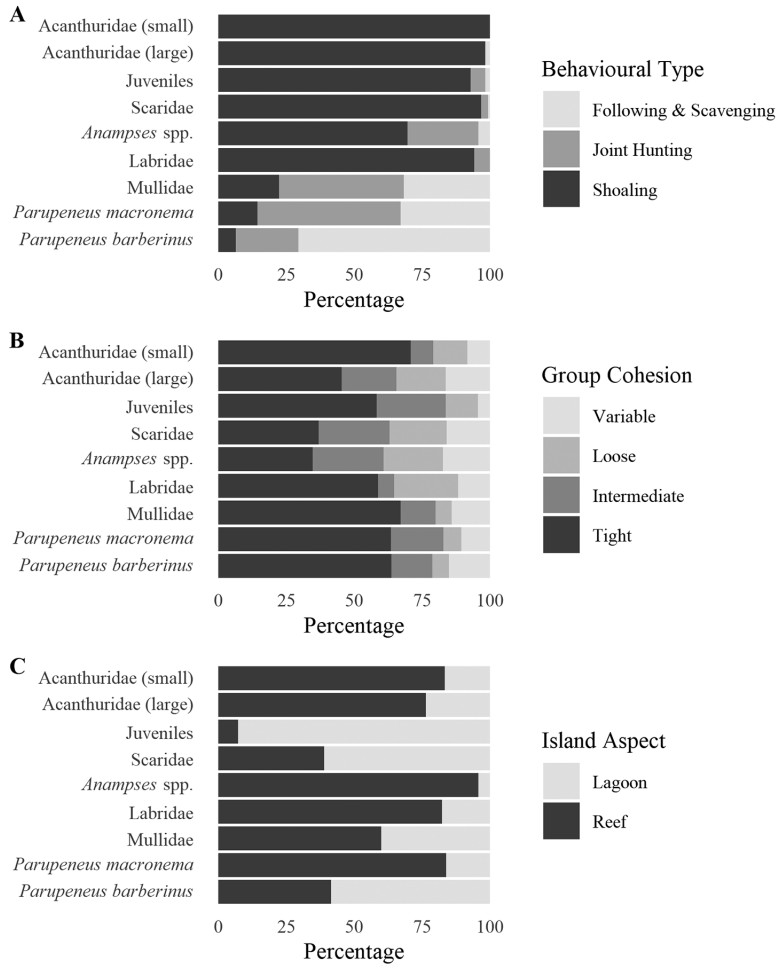 A
Acanthuridae (small)
Acanthuridae (large)
Juveniles
Scaridae
Anampses spp.
Labridae
Mullidae
Parupeneus macronema
Parupeneus barberinus
0 25 50 75 100
Percentage
Behavioural Type
Following & Scavenging
Joint Hunting
Shoaling
B
Acanthuridae (small)
Acanthuridae (large)
Juveniles
Scaridae
Anampses spp.
Labridae
Mullidae
Parupeneus macronema
Parupeneus barberinus
0 25 50 75 100
Percentage
Group Cohesion
Variable
Loose
Intermediate
Tight
C
Acanthuridae (small)
Acanthuridae (large)
Juveniles
Scaridae
Anampses spp.
Labridae
Mullidae
Parupeneus macronema
Parupeneus barberinus
0 25 50 75 100
Percentage
Island Aspect
Lagoon
Reef